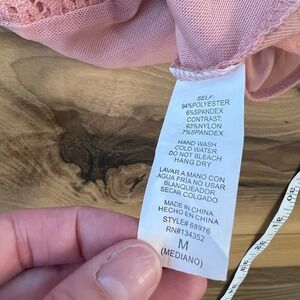 SELF:
94%POLYESTER
6%SPANDEX
CONTRAST:
93%NYLON
7%SPANDEX
HAND WASH
COLD WATER
DO NOT BLEACH
HANG DRY
LAVAR A MANO CON
AGUA FRIA NO USAR
BLANQUEADOR
SECAR COLGADO
MADE IN CHINA
HECHO EN CHINA
STYLE# 68976
RN#134352
M
(MEDIANO)